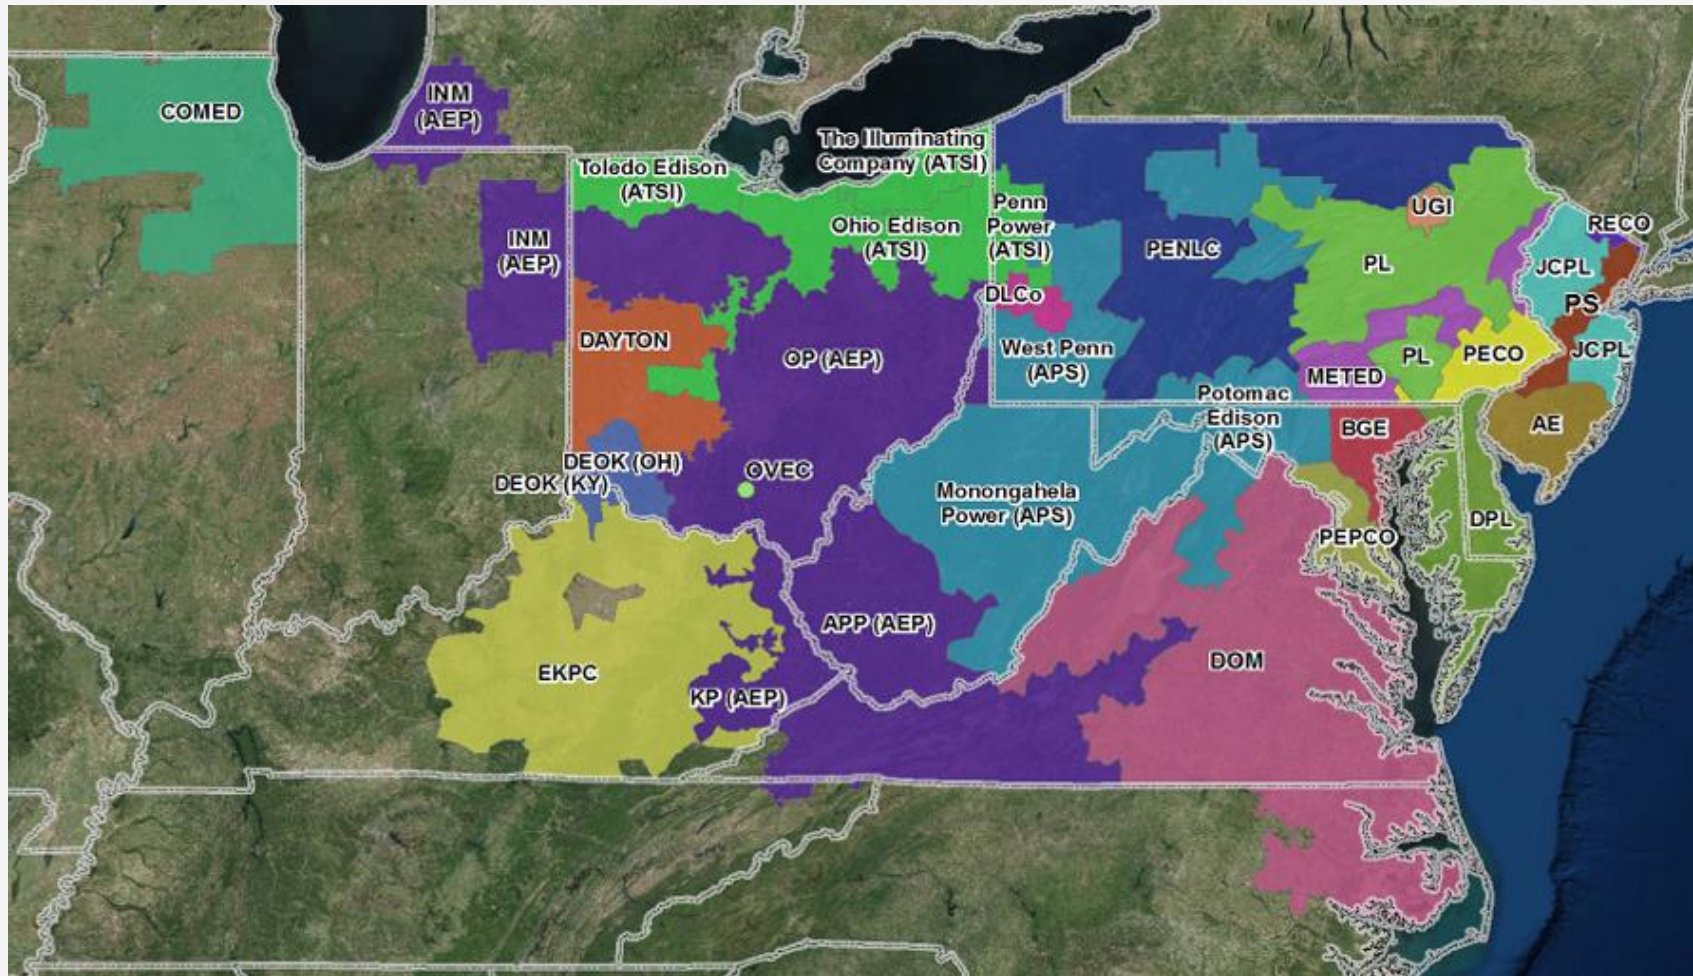 COMED
INM
(AEP)
The Illuminating
Company (ATSI)
Toledo Edison
(ATSI)
Penn
Power
(ATSI)
UGI
RECO
Ohio Edison
(ATSI)
INM
(AEP)
PENLC
PL
JCPL
DLCo
PS
DAYTON
OP (AEP)
West Penn
(APS)
PL
PECO
JCPL
METED
Potomac
Edison
(APS)
BGE
AE
DEOK (OH)
OVEC
DEOK (KY)
Monongahela
Power (APS)
DPL
PEPCO
APP (AEP)
DOM
EKPC
KP (AEP)